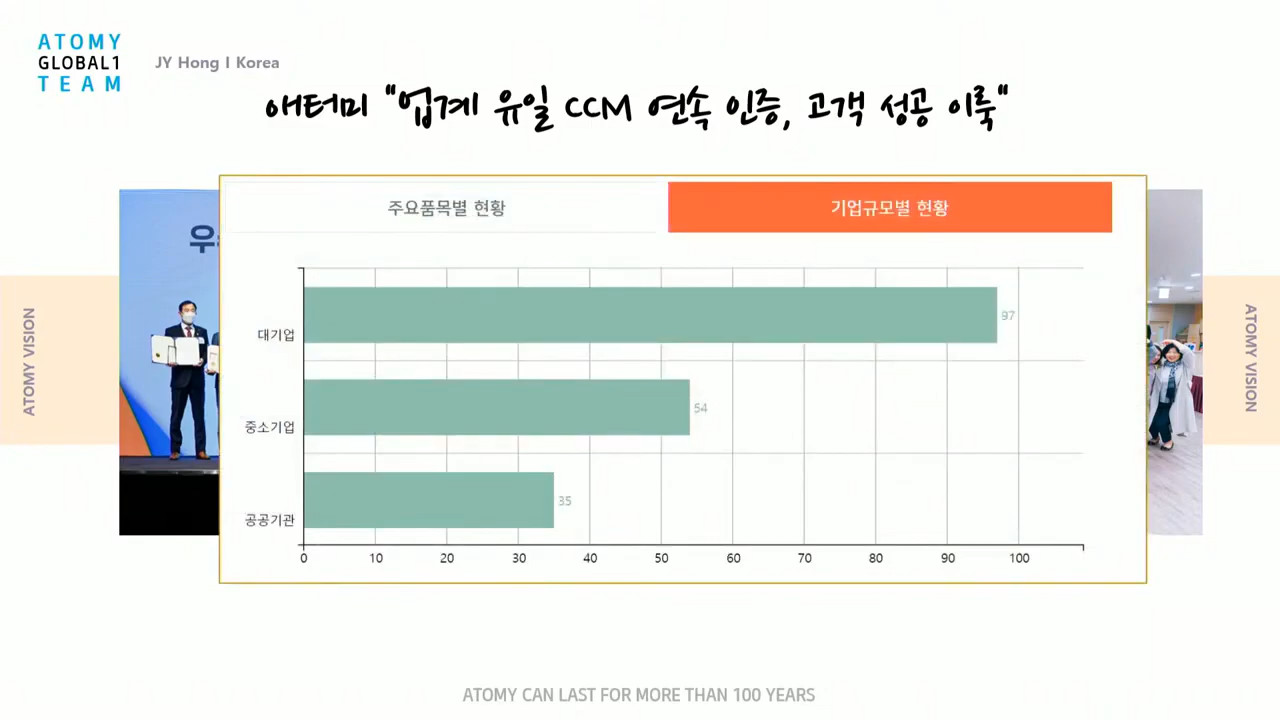 ATOMY
GLOBAL1
TEAM
JY Hong I Korea
애터미 "업계 유일 CCM 연속 인증, 고객 성공 이룩"
우
주요품목별 현황
기업규모별 현황
대기업
97
중소기업
54
공공기관
35
0 10 20 30 40 50 60 70 80 90 100
ATOMY VISION
ATOMY VISION
ATOMY CAN LAST FOR MORE THAN 100 YEARS